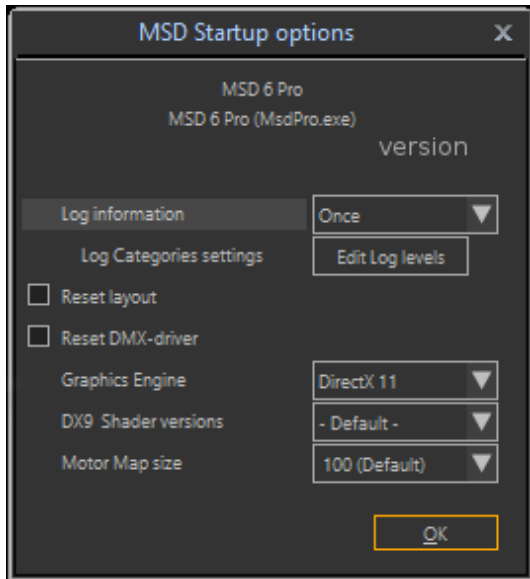 MSD Startup options X
MSD 6 Pro
MSD 6 Pro (MsdPro.exe)
version
Log information Once
Log Categories settings Edit Log levels
Reset layout
Reset DMX-driver
Graphics Engine DirectX 11
DX9 Shader versions - Default -
Motor Map size 100 (Default)
OK